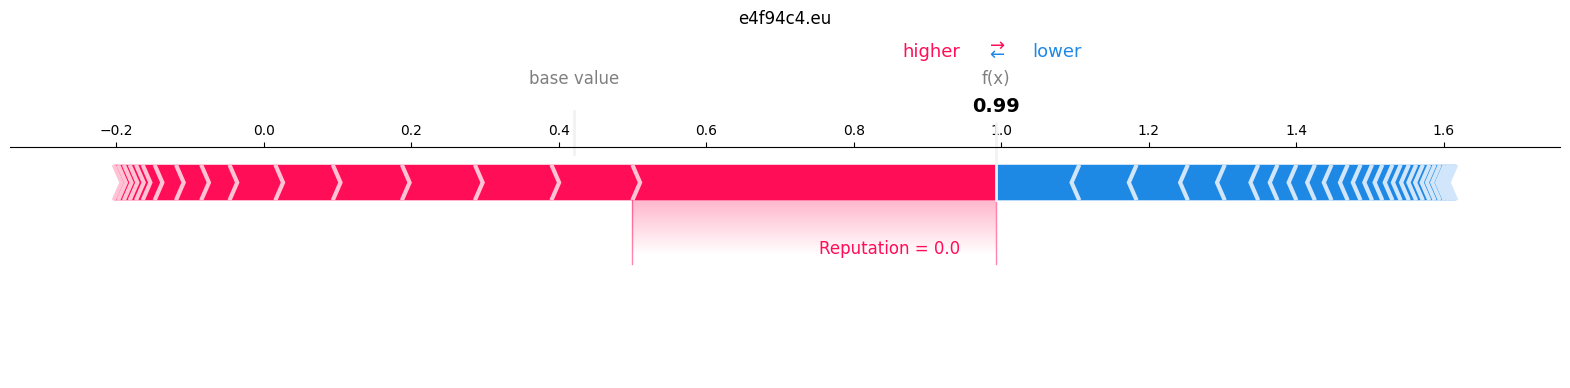 e4f94c4.eu
higher ⇄ lower
base value f(x)
0.99
−0.2 0.0 0.2 0.4 0.6 0.8 1.0 1.2 1.4 1.6
Reputation = 0.0